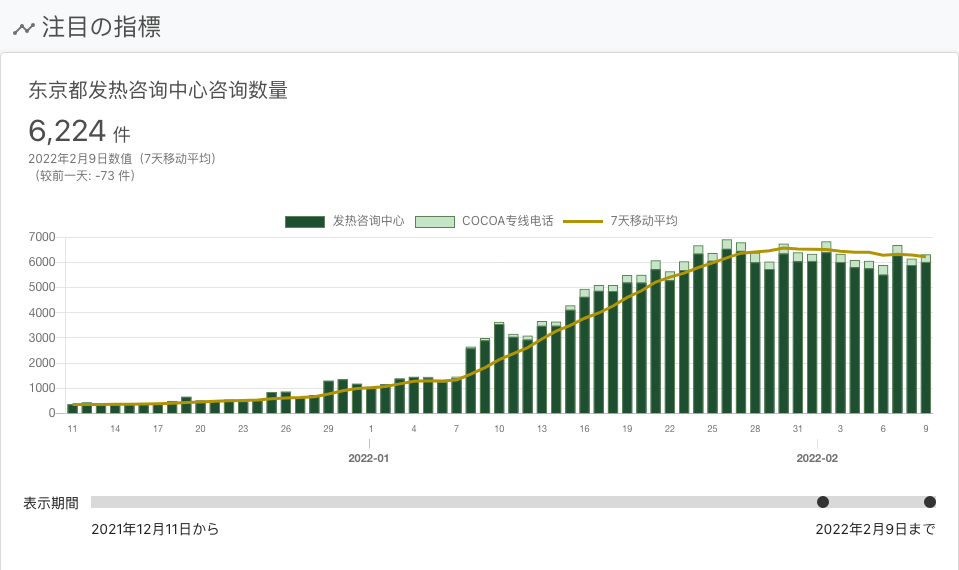 注目の指標
东京都发热咨询中心咨询数量
6,224 件
2022年2月9日数值（7天移动平均）
（较前一天: -73 件）
发热咨询中心 COCOA专线电话 7天移动平均
7000
6000
5000
4000
3000
2000
1000
0
11 14 17 20 23 26 29 1 4 7 10 13 16 19 22 25 28 31 3 6 9
2022-01 2022-02
表示期間
2021年12月11日から 2022年2月9日まで